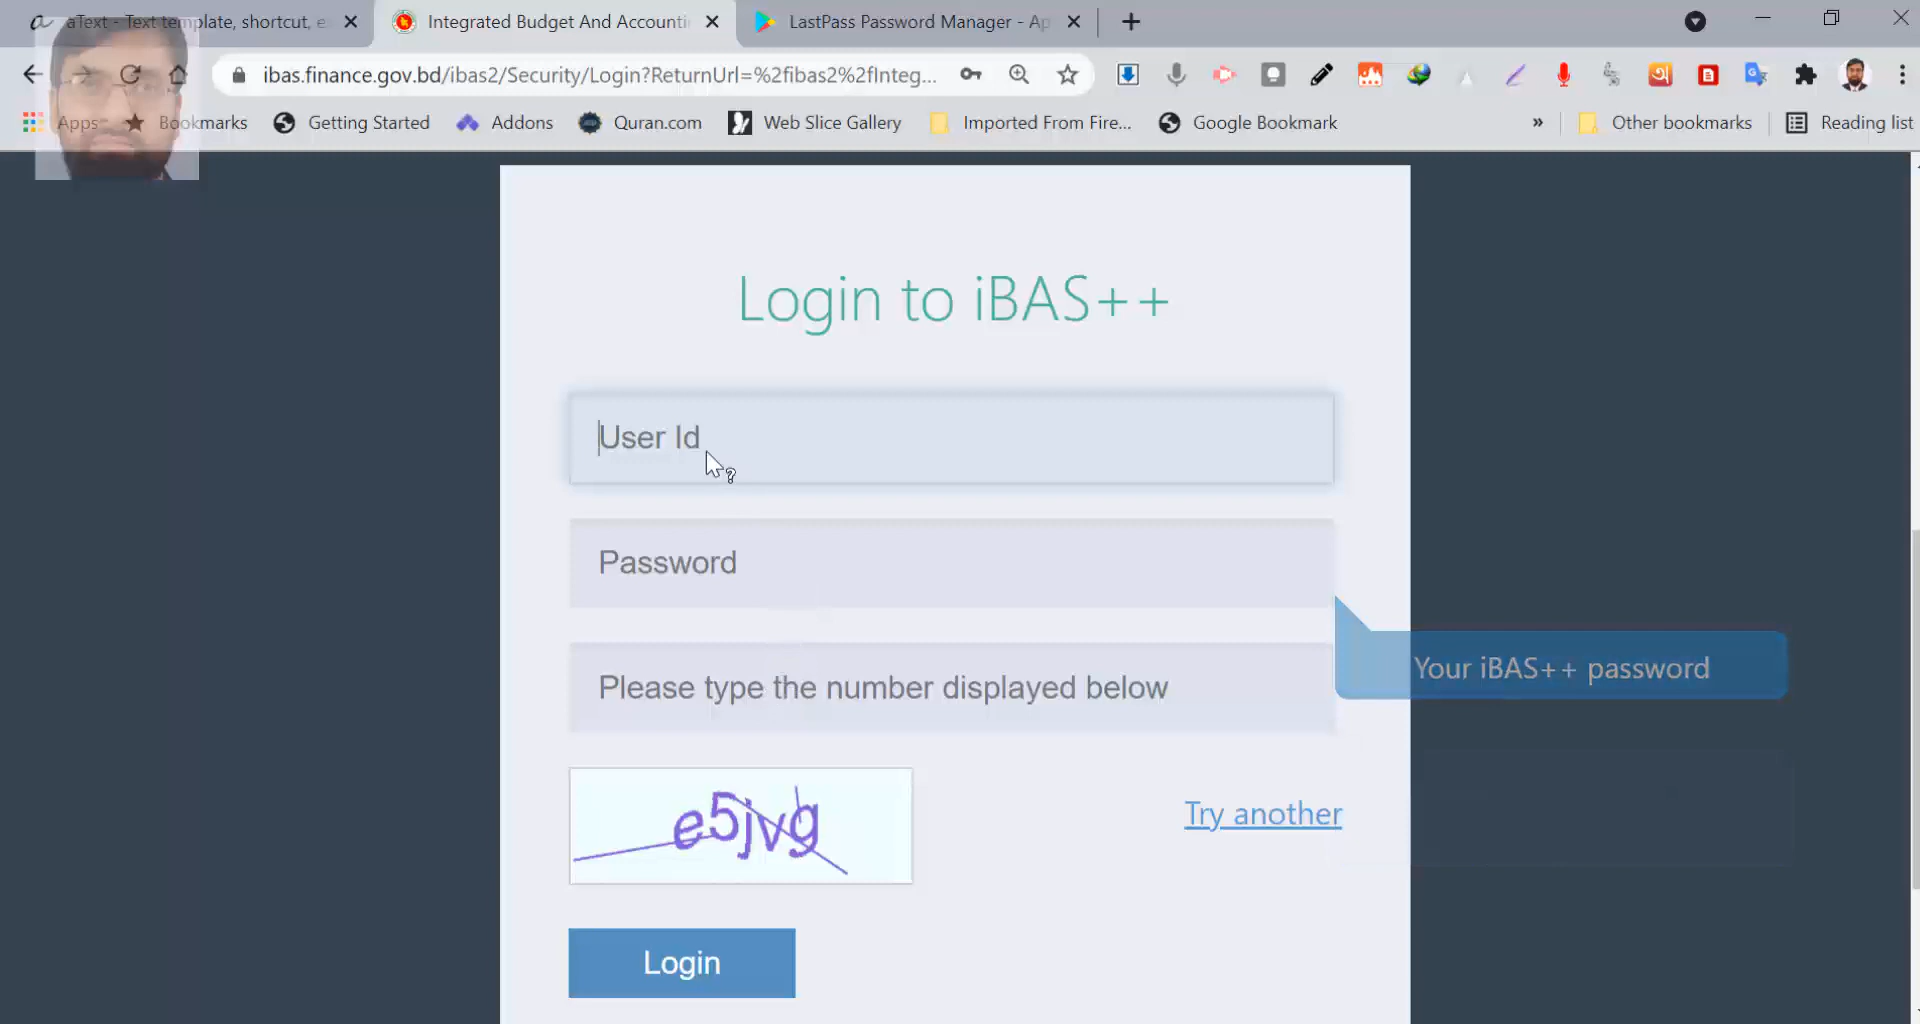 aText - Text template, shortcut, e
Integrated Budget And Accounti
LastPass Password Manager - Ap
ibas.finance.gov.bd/ibas2/Security/Login?ReturnUrl=%2fibas2%2fInteg...
Apps
Bookmarks
Getting Started
Addons
Quran.com
Web Slice Gallery
Imported From Fire...
Google Bookmark
»
Other bookmarks
Reading list
Login to iBAS++
User Id
Password
Your iBAS++ password
Please type the number displayed below
e5jvg
Try another
Login